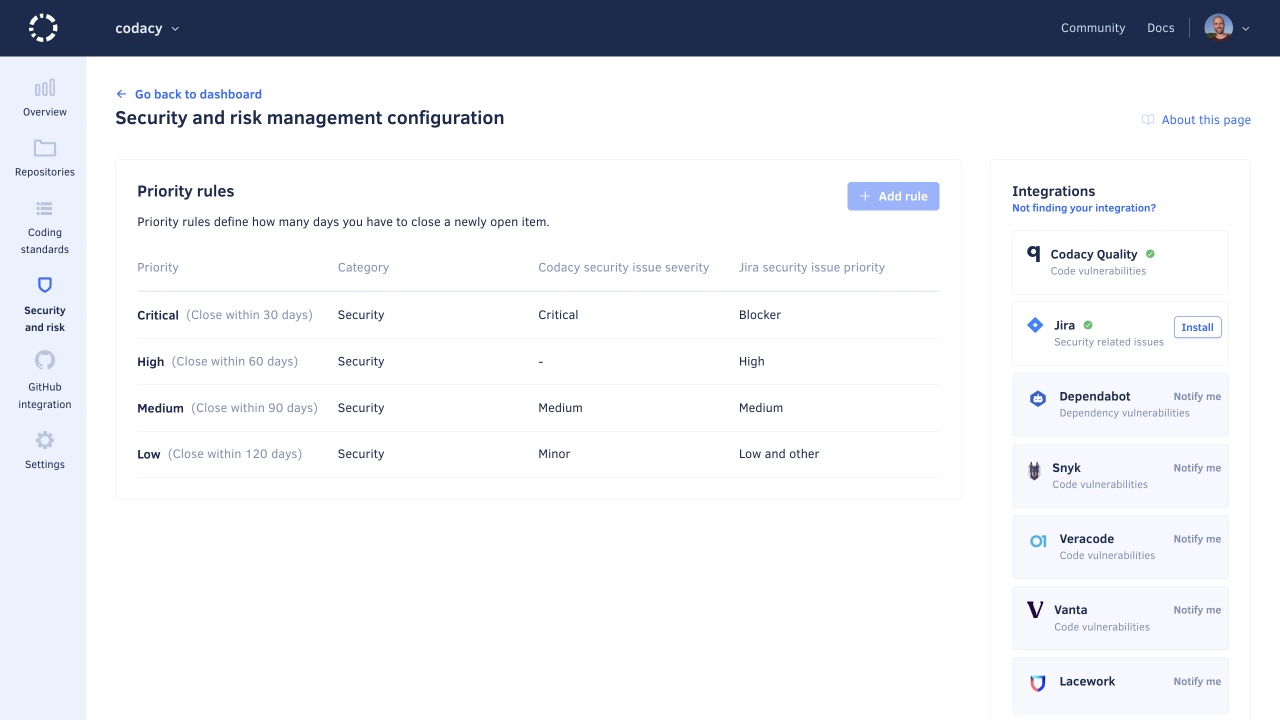 codacy
Community
Docs
Overview
Repositories
Coding
standards
Security
and risk
GitHub
integration
Settings
Go back to dashboard
Security and risk management configuration
About this page
Priority rules
Add rule
Priority rules define how many days you have to close a newly open item.
Priority Category Codacy security issue severity Jira security issue priority
Critical (Close within 30 days) Security Critical Blocker
High (Close within 60 days) Security - High
Medium (Close within 90 days) Security Medium Medium
Low (Close within 120 days) Security Minor Low and other
Integrations
Not finding your integration?
Codacy Quality
Code vulnerabilities
Jira
Install
Security related issues
Dependabot Notify me
Dependency vulnerabilities
Snyk Notify me
Code vulnerabilities
Veracode Notify me
Code vulnerabilities
Vanta Notify me
Code vulnerabilities
Lacework Notify me